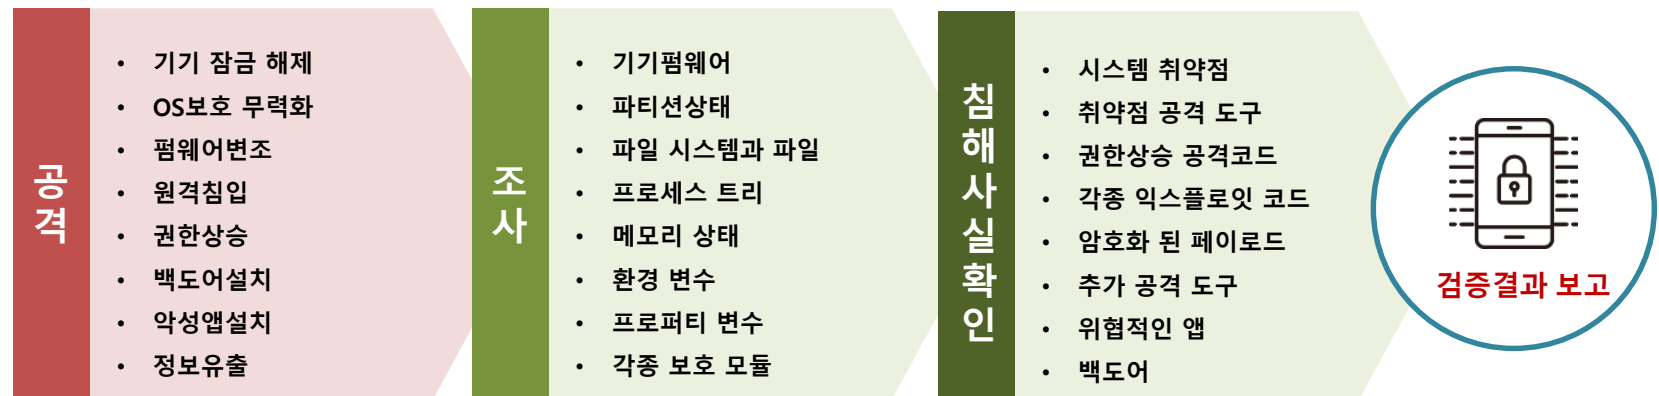 공격
• 기기 잠금 해제
• OS보호 무력화
• 펌웨어변조
• 원격침입
• 권한상승
• 백도어설치
• 악성앱설치
• 정보유출
조사
• 기기펌웨어
• 파티션상태
• 파일 시스템과 파일
• 프로세스 트리
• 메모리 상태
• 환경 변수
• 프로퍼티 변수
• 각종 보호 모듈
침해사실확인
• 시스템 취약점
• 취약점 공격 도구
• 권한상승 공격코드
• 각종 익스플로잇 코드
• 암호화 된 페이로드
• 추가 공격 도구
• 위협적인 앱
• 백도어
검증결과 보고